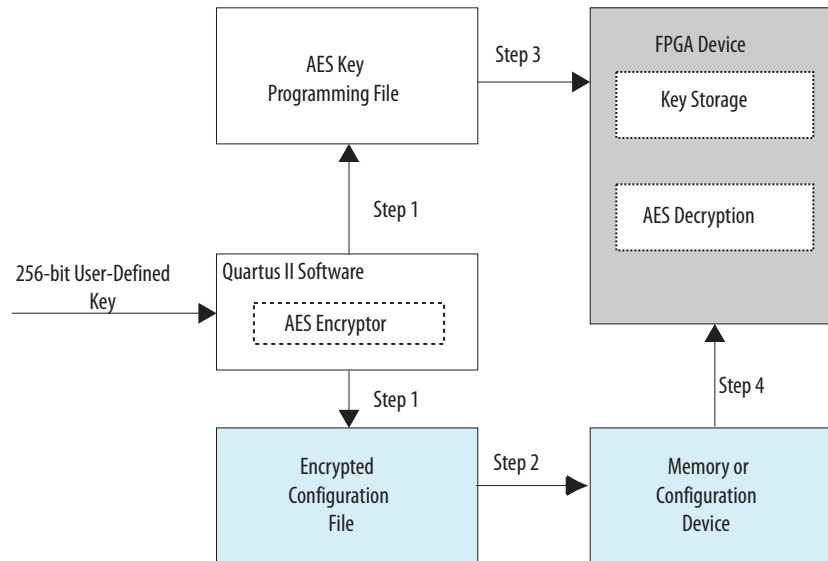 AES Key
Programming File
Step 3
FPGA Device
Key Storage
AES Decryption
Step 1
256-bit User-Defined
Key
Quartus II Software
AES Encryptor
Step 1
Step 4
Encrypted
Configuration
File
Step 2
Memory or
Configuration
Device